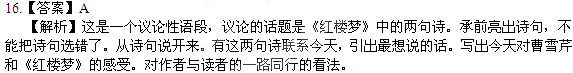 16.【答案】A
【解析】这是一个议论性语段，议论的话题是《红楼梦》中的两句诗。承前亮出诗句，不
能把诗句选错了。从诗句说开来。有这两句诗联系今天，引出最想说的话。写出今天对曹雪芹
和《红楼梦》的感受。对作者与读者的一路同行的看法。